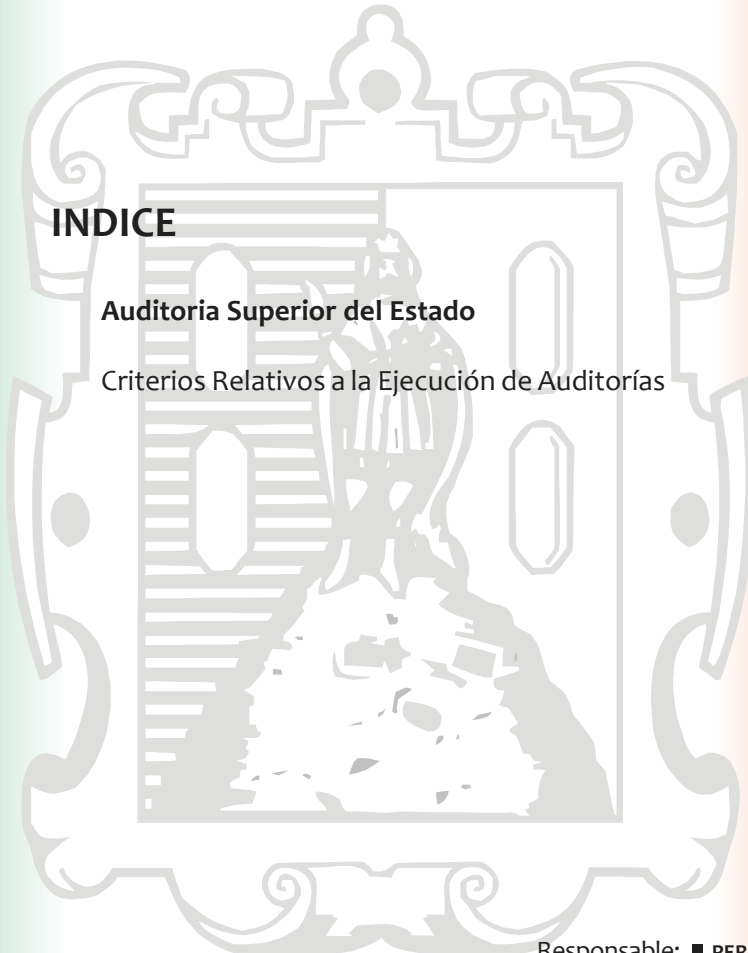 INDICE
Auditoria Superior del Estado
Criterios Relativos a la Ejecución de Auditorías
Responsable: